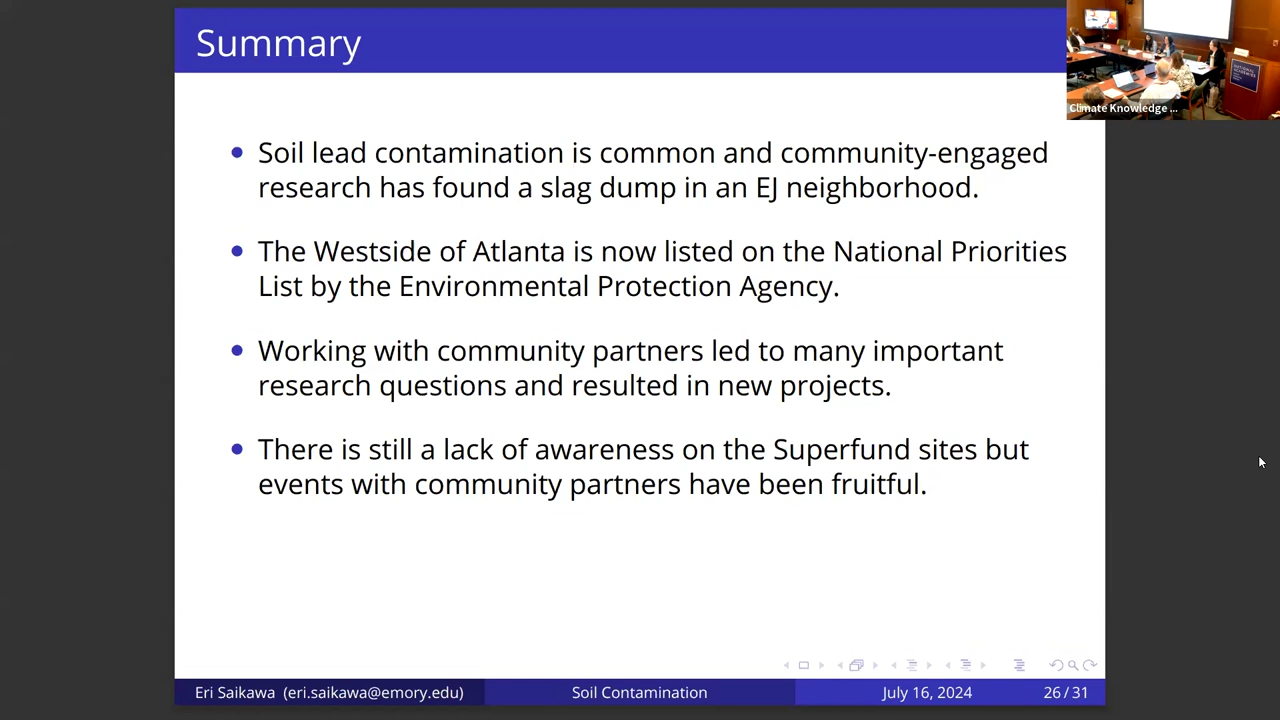 Summary
Climate Knowledge ...
NATIONAL
ACADEMIES
Soil lead contamination is common and community-engaged
research has found a slag dump in an EJ neighborhood.
The Westside of Atlanta is now listed on the National Priorities
List by the Environmental Protection Agency.
Working with community partners led to many important
research questions and resulted in new projects.
There is still a lack of awareness on the Superfund sites but
events with community partners have been fruitful.
Eri Saikawa (eri.saikawa@emory.edu)
Soil Contamination
July 16, 2024
26 / 31